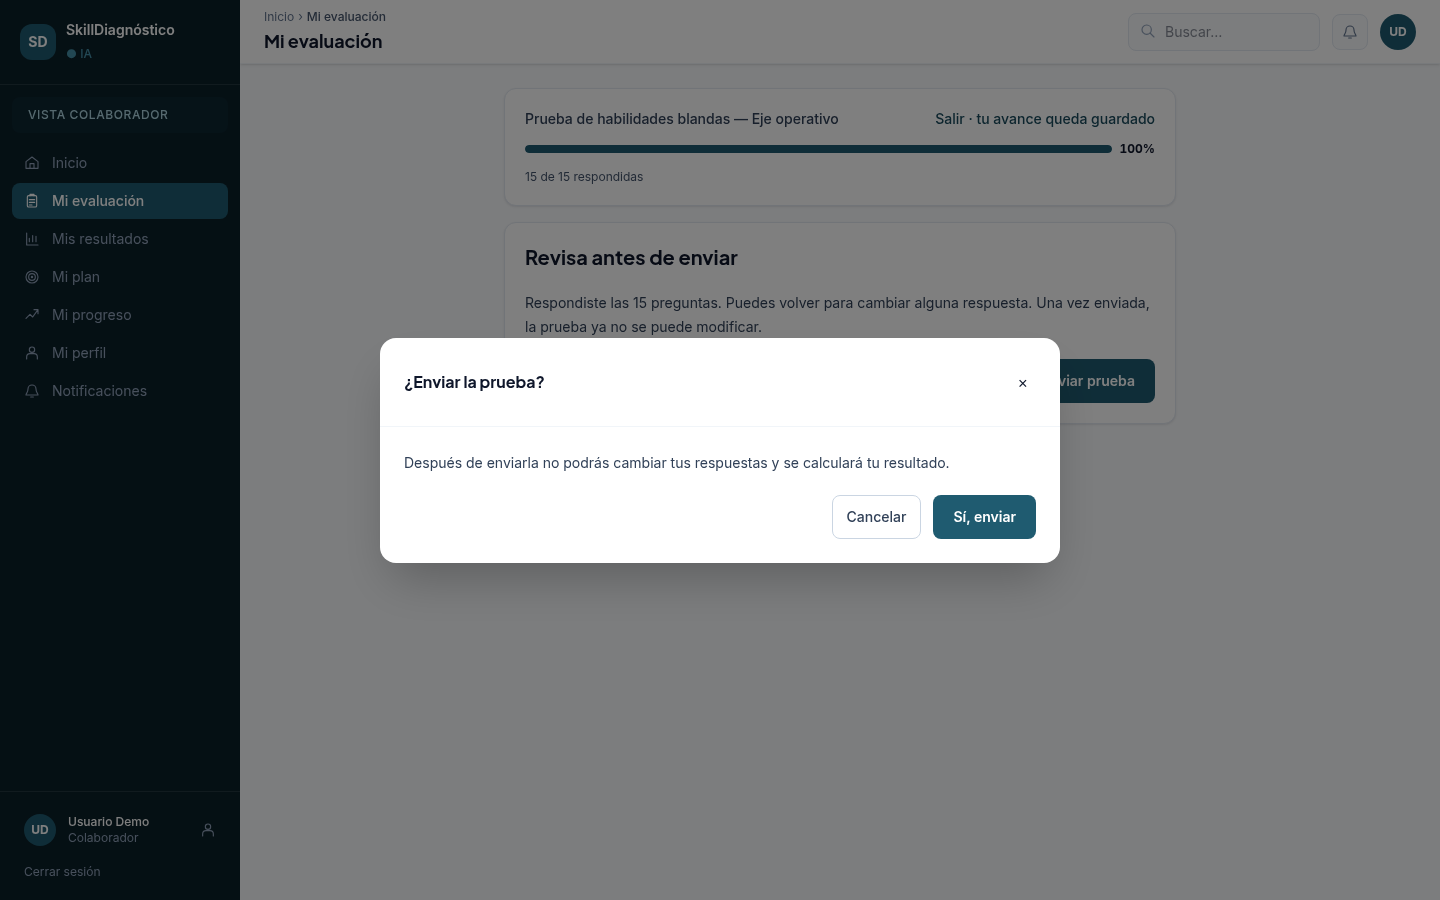 SD
SkillDiagnóstico
IA
VISTA COLABORADOR
Inicio
Mi evaluación
Mis resultados
Mi plan
Mi progreso
Mi perfil
Notificaciones
UD
Usuario Demo
Colaborador
Cerrar sesión
Inicio › Mi evaluación
Mi evaluación
Buscar...
UD
Prueba de habilidades blandas — Eje operativo
Salir · tu avance queda guardado
100%
15 de 15 respondidas
Revisa antes de enviar
Respondiste las 15 preguntas. Puedes volver para cambiar alguna respuesta. Una vez enviada,
la prueba ya no se puede modificar.
viar prueba
¿Enviar la prueba?
×
Después de enviarla no podrás cambiar tus respuestas y se calculará tu resultado.
Cancelar
Sí, enviar